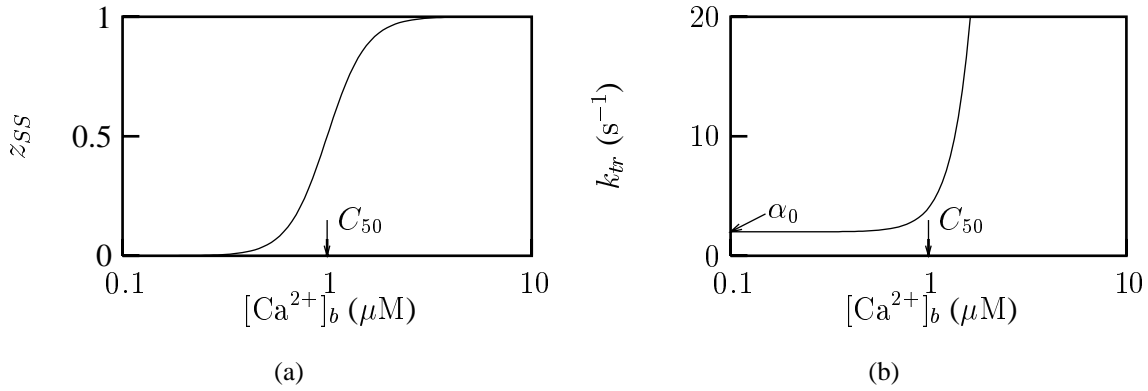 1
0.5
0
z_SS
C_50
0.1
1
10
[Ca^2+]_b (μM)
(a)
20
10
0
k_tr (s^−1)
α_0
C_50
0.1
1
10
[Ca^2+]_b (μM)
(b)